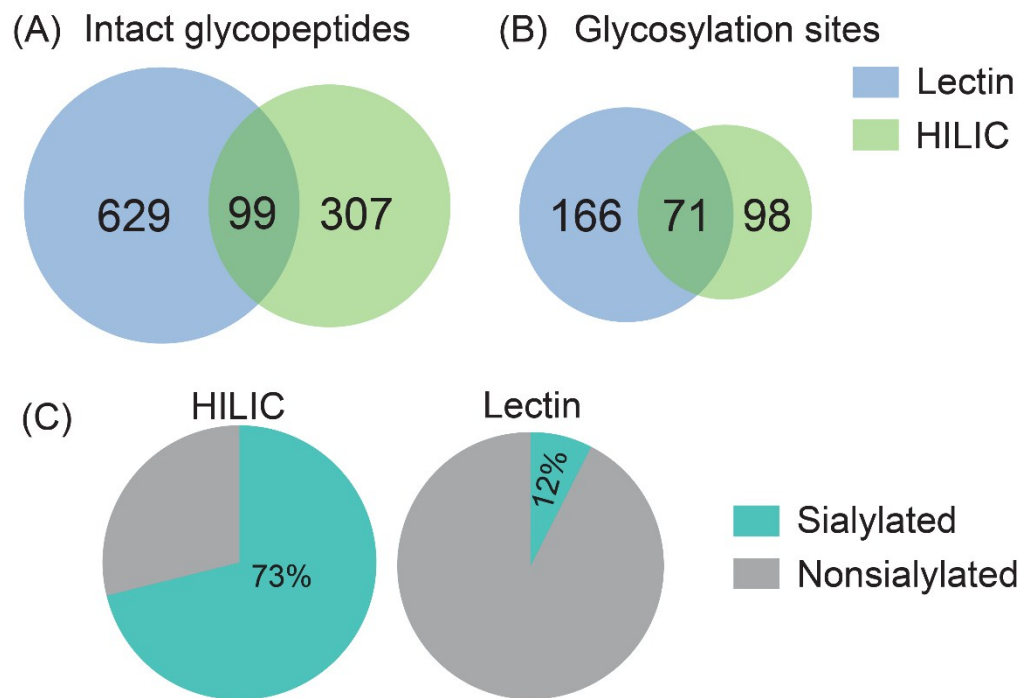 (A) Intact glycopeptides
(B) Glycosylation sites
Lectin
HILIC
629 99 307
166 71 98
(C)
HILIC
Lectin
73%
12%
Sialylated
Nonsialylated